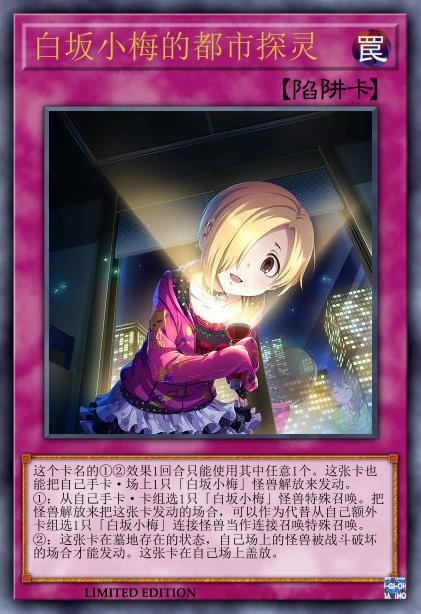 白坂小梅的都市探灵
罠
【陷阱卡】
这个卡名的①②效果1回合只能使用其中任意1个。这张卡也
能把自己手卡・场上1只「白坂小梅」怪兽解放来发动。
①：从自己手卡・卡组选1只「白坂小梅」怪兽特殊召唤。把
怪兽解放来把这张卡发动的场合，可以作为代替从自己额外
卡组选1只「白坂小梅」连接怪兽当作连接召唤特殊召唤。
②：这张卡在墓地存在的状态，自己场上的怪兽被战斗破坏
的场合才能发动。这张卡在自己场上盖放。
LIMITED EDITION